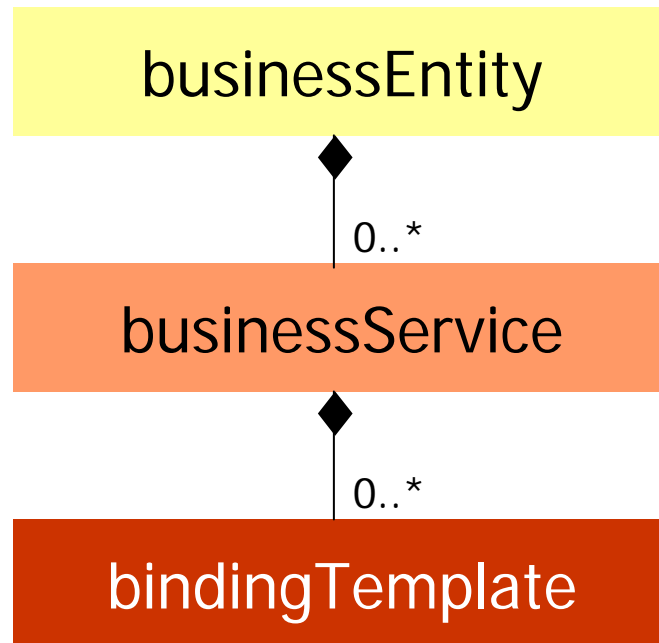 businessEntity
0..*
businessService
0..*
bindingTemplate